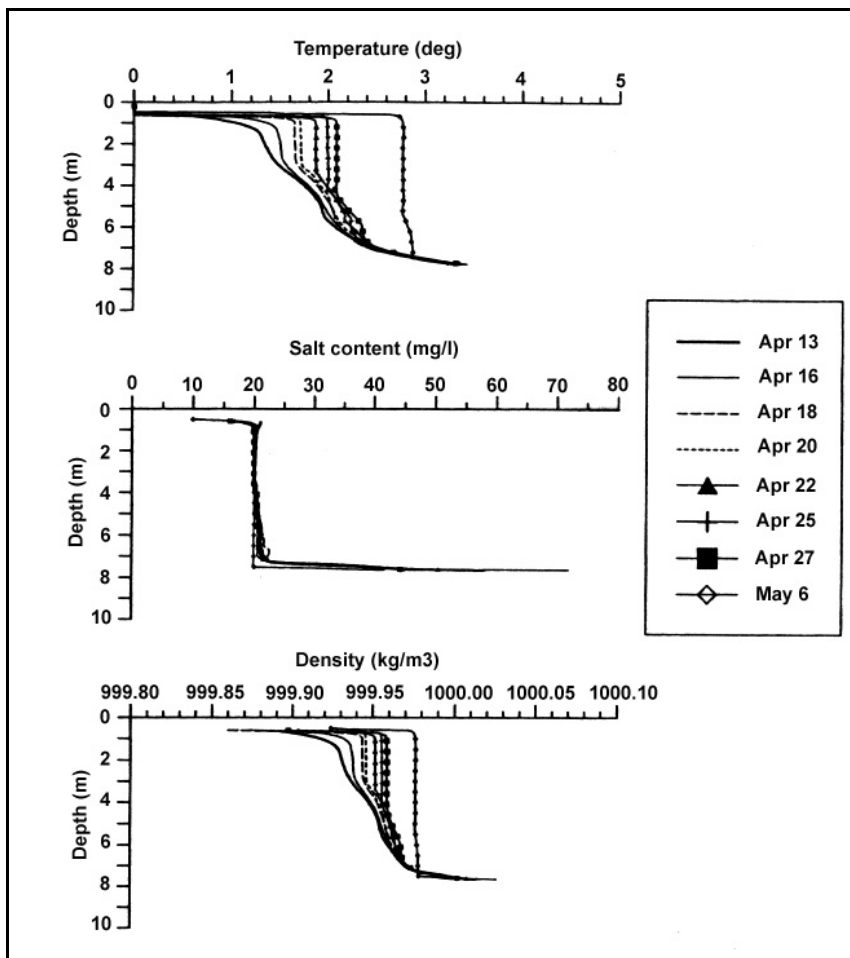 Temperature (deg)
0 1 2 3 4 5
Depth (m)
0
2
4
6
8
10
Salt content (mg/l)
0 10 20 30 40 50 60 70 80
Depth (m)
0
2
4
6
8
10
Density (kg/m3)
999.80 999.85 999.90 999.95 1000.00 1000.05 1000.10
Depth (m)
0
2
4
6
8
10
Apr 13
Apr 16
Apr 18
Apr 20
Apr 22
Apr 25
Apr 27
May 6